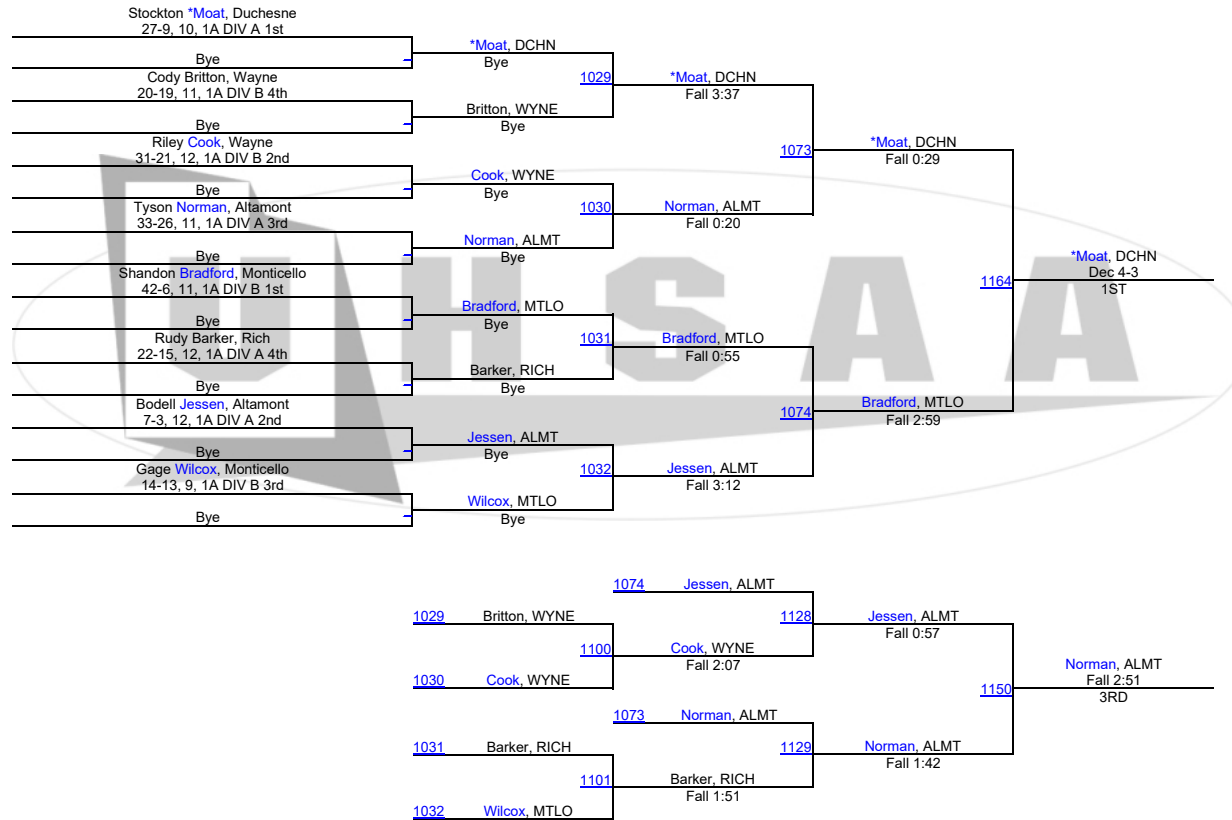 Stockton *Moat, Duchesne
27-9, 10, 1A DIV A 1st
Bye
Cody Britton, Wayne
20-19, 11, 1A DIV B 4th
Bye
Riley Cook, Wayne
31-21, 12, 1A DIV B 2nd
Bye
Tyson Norman, Altamont
33-26, 11, 1A DIV A 3rd
Bye
Shandon Bradford, Monticello
42-6, 11, 1A DIV B 1st
Bye
Rudy Barker, Rich
22-15, 12, 1A DIV A 4th
Bye
Bodell Jessen, Altamont
7-3, 12, 1A DIV A 2nd
Bye
Gage Wilcox, Monticello
14-13, 9, 1A DIV B 3rd
Bye
*Moat, DCHN
Bye
1029
Britton, WYNE
Bye
Cook, WYNE
Bye
1030
Norman, ALMT
Bye
Bradford, MTLO
Bye
1031
Barker, RICH
Bye
Jessen, ALMT
Bye
1032
Wilcox, MTLO
Bye
*Moat, DCHN
Fall 3:37
1073
Norman, ALMT
Fall 0:20
Bradford, MTLO
Fall 0:55
1074
Jessen, ALMT
Fall 3:12
*Moat, DCHN
Fall 0:29
1164
Bradford, MTLO
Fall 2:59
*Moat, DCHN
Dec 4-3
1ST
UHSAA
1074 Jessen, ALMT
1029 Britton, WYNE
1128
Jessen, ALMT
Fall 0:57
1100
Cook, WYNE
Fall 2:07
1030 Cook, WYNE
1150
Norman, ALMT
Fall 2:51
3RD
1073 Norman, ALMT
1031 Barker, RICH
1129
Norman, ALMT
Fall 1:42
1101
Barker, RICH
Fall 1:51
1032 Wilcox, MTLO